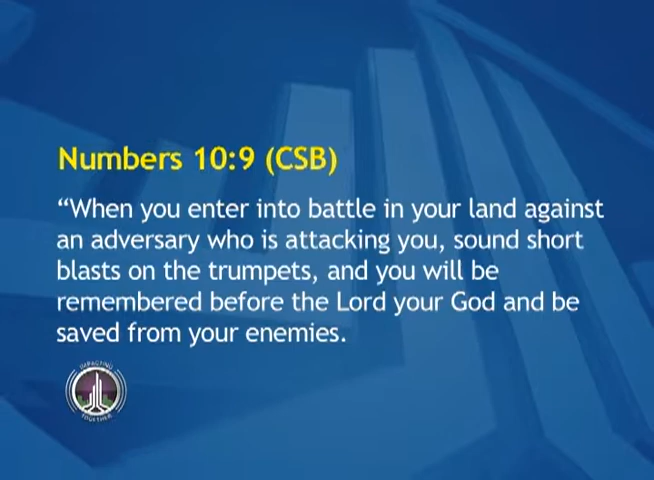 Numbers 10:9 (CSB)
“When you enter into battle in your land against
an adversary who is attacking you, sound short
blasts on the trumpets, and you will be
remembered before the Lord your God and be
saved from your enemies.
IMPACTING
TOGETHER